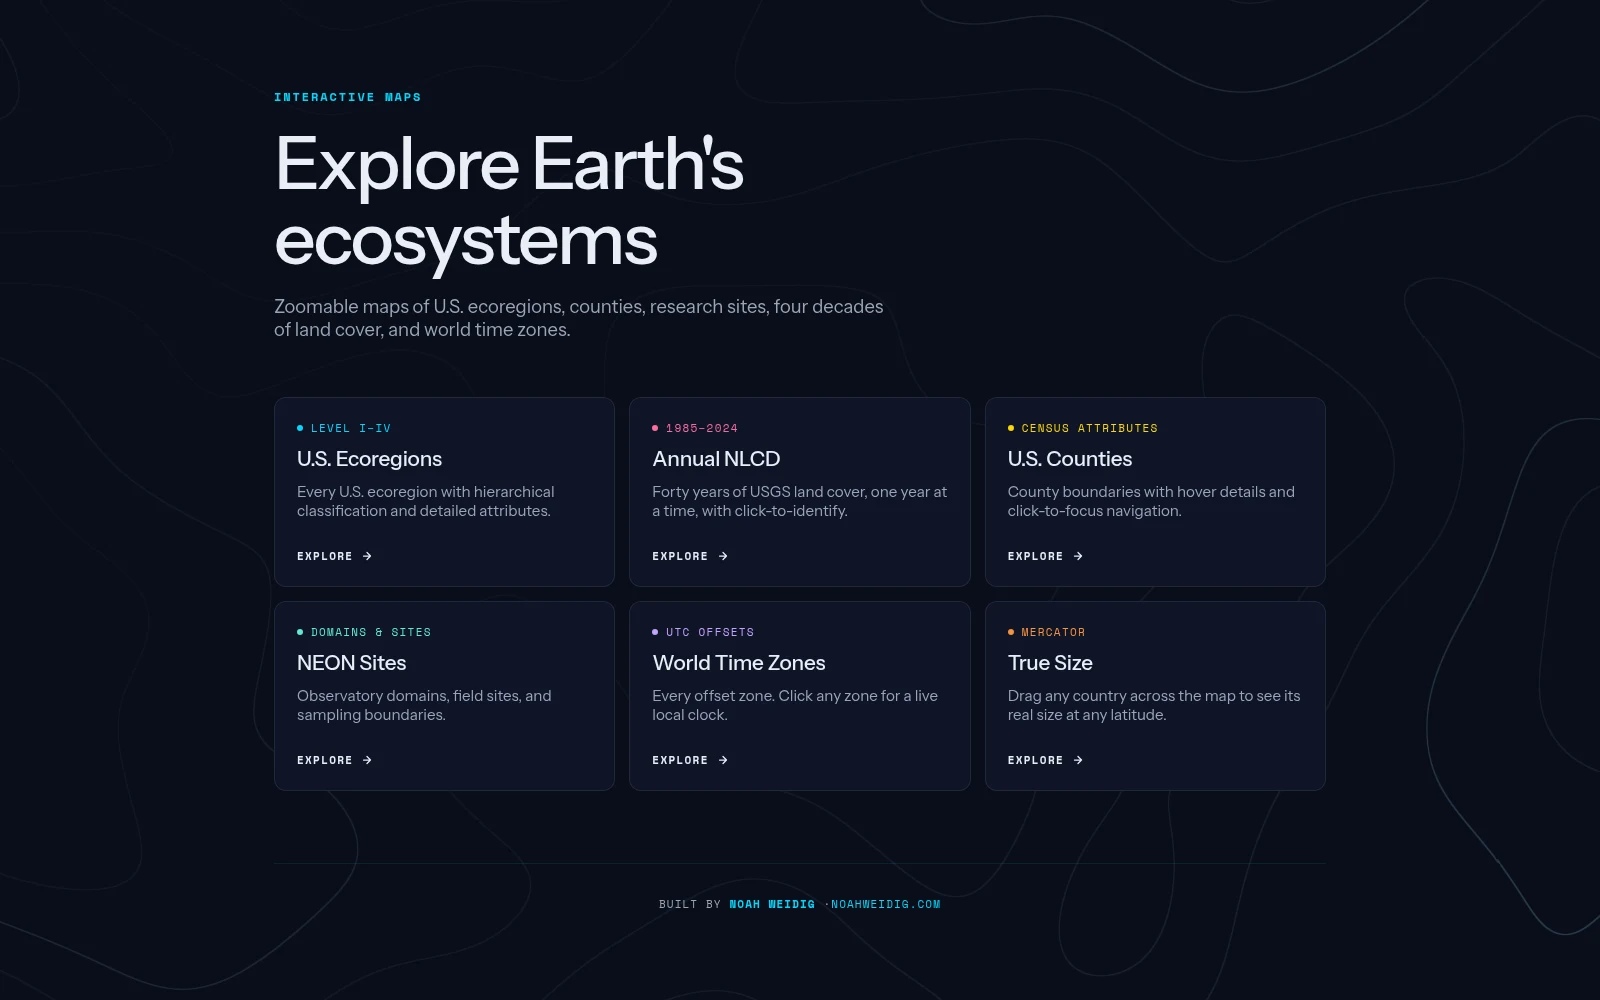 INTERACTIVE MAPS
Explore Earth's
ecosystems
Zoomable maps of U.S. ecoregions, counties, research sites, four decades
of land cover, and world time zones.
LEVEL I–IV
U.S. Ecoregions
Every U.S. ecoregion with hierarchical
classification and detailed attributes.
EXPLORE →
1985–2024
Annual NLCD
Forty years of USGS land cover, one year at
a time, with click-to-identify.
EXPLORE →
CENSUS ATTRIBUTES
U.S. Counties
County boundaries with hover details and
click-to-focus navigation.
EXPLORE →
DOMAINS & SITES
NEON Sites
Observatory domains, field sites, and
sampling boundaries.
EXPLORE →
UTC OFFSETS
World Time Zones
Every offset zone. Click any zone for a live
local clock.
EXPLORE →
MERCATOR
True Size
Drag any country across the map to see its
real size at any latitude.
EXPLORE →
BUILT BY NOAH WEIDIG ·NOAHWEIDIG.COM